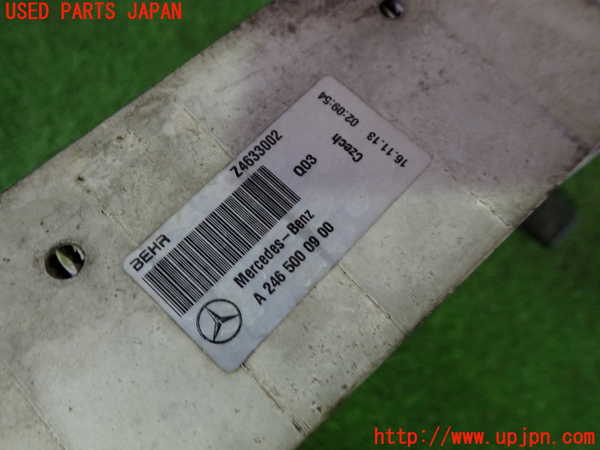 USED PARTS JAPAN
BEHR
Z4633002
Mercedes-Benz
Q03
A 246 500 09 00
Czech
16.11.13 02:09:54
http://www.upjpn.com/